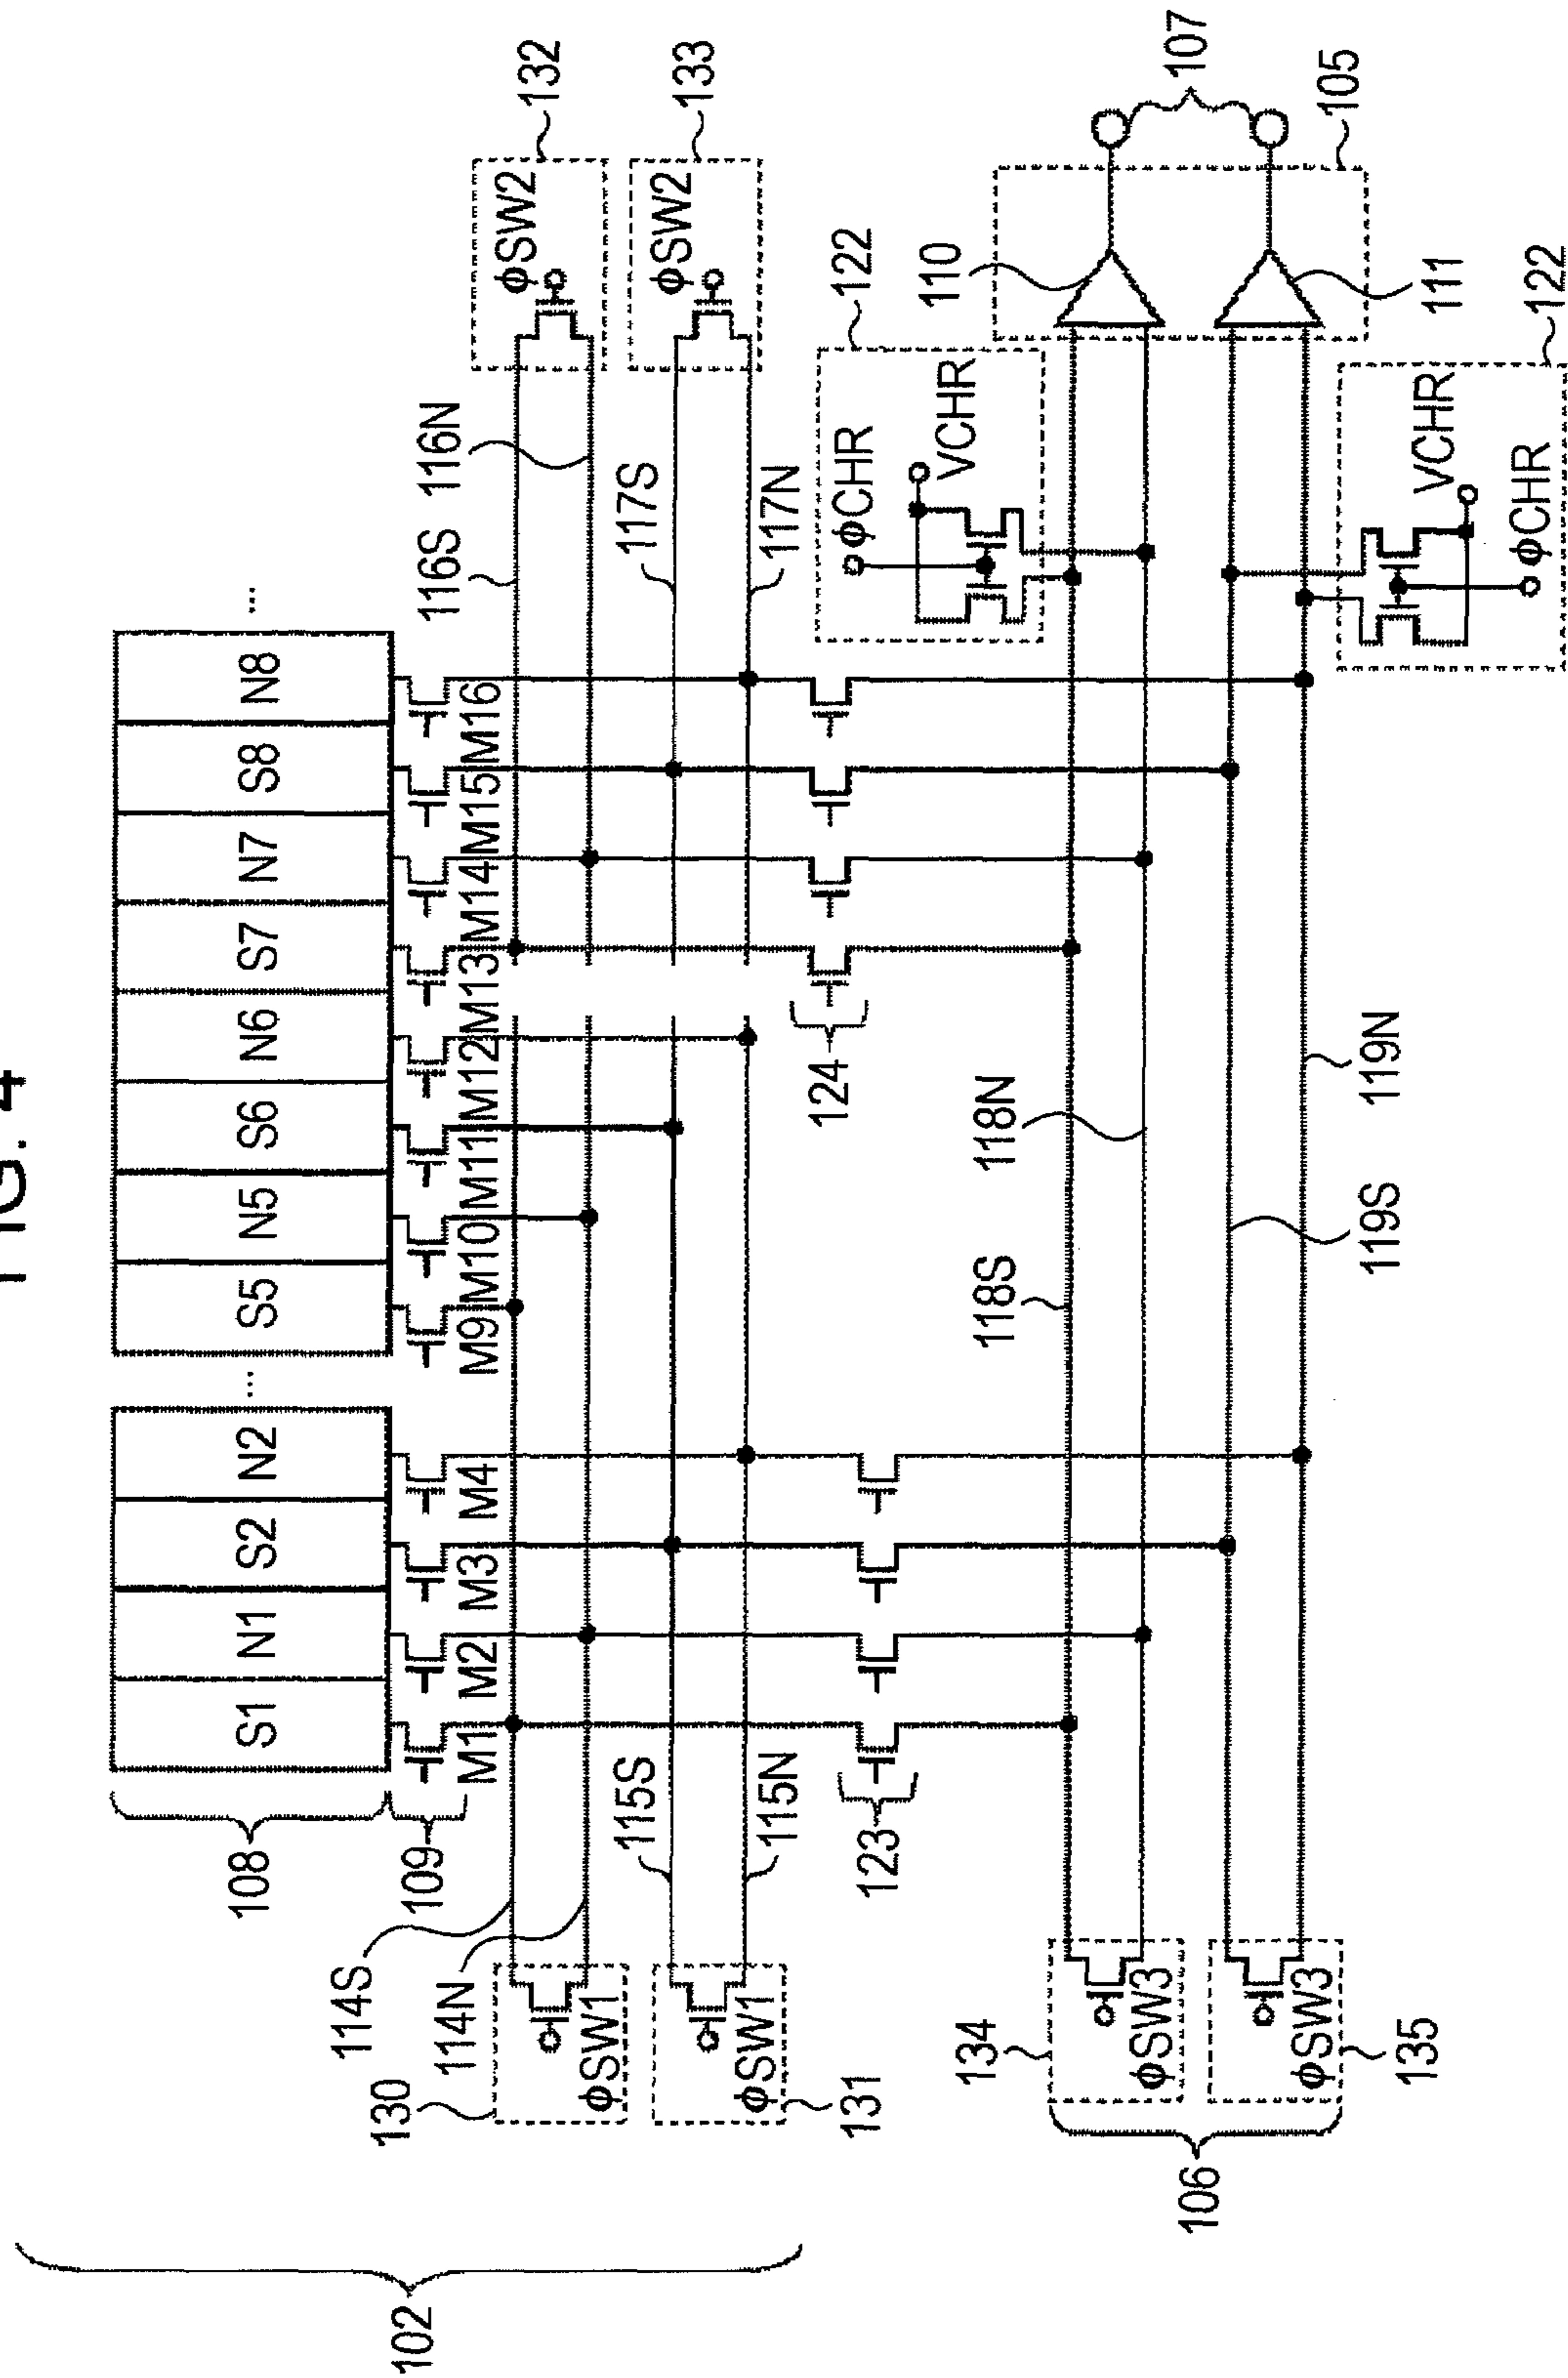 FIG. 4
102
108
S1 N1 S2 N2 ... S5 N5 S6 N6 S7 N7 S8 N8 ...
109
M1 M2 M3 M4 M9 M10 M11 M12 M13 M14 M15 M16
114S
114N
130
ϕSW1
116S
116N
ϕSW2
132
115S
115N
131
ϕSW1
117S
117N
ϕSW2
133
123
124
122
ϕCHR
VCHR
134
ϕSW3
118S
118N
110
107
106
ϕSW3
135
119S
119N
111
105
VCHR
ϕCHR
122